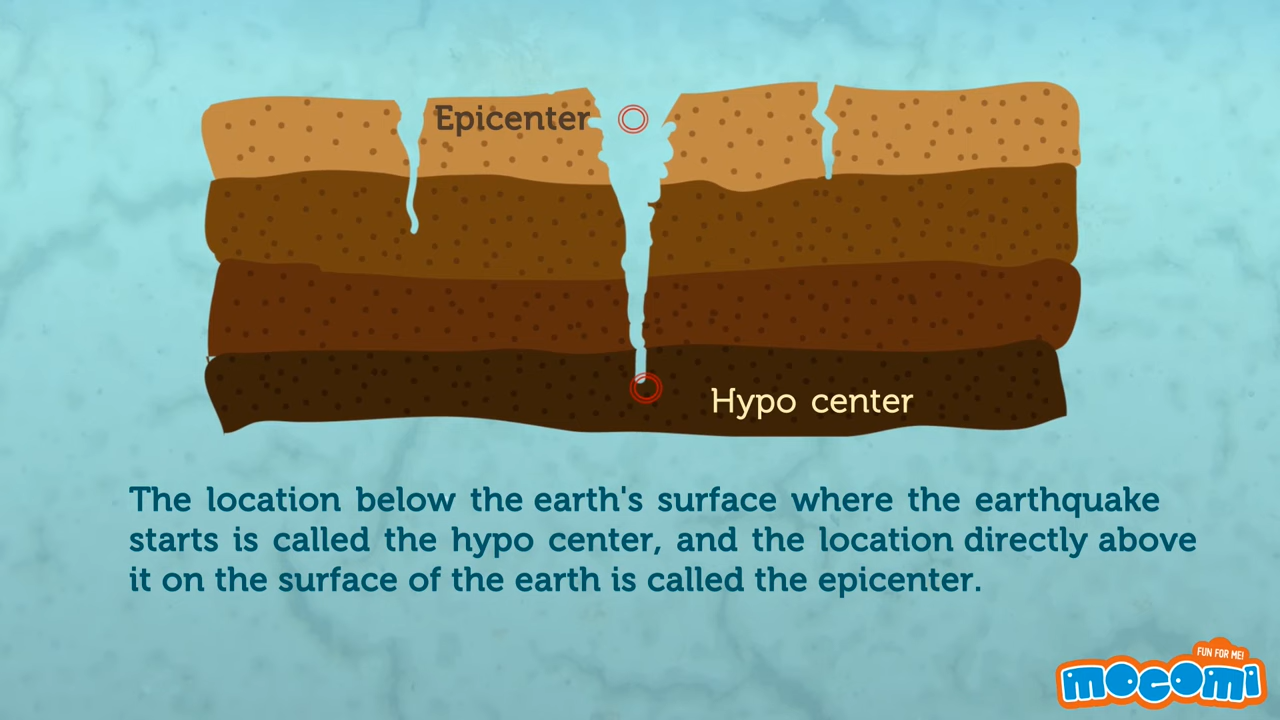 Epicenter
Hypo center
The location below the earth's surface where the earthquake
starts is called the hypo center, and the location directly above
it on the surface of the earth is called the epicenter.
FUN FOR ME!
mocomi